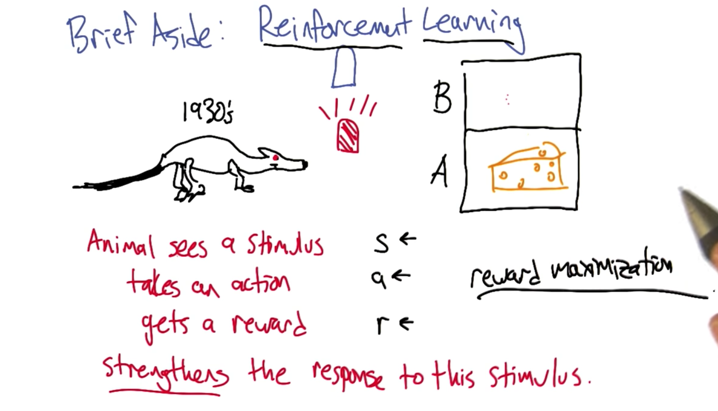 Brief Aside: Reinforcement Learning
1930's
B
A
Animal sees a stimulus s ←
takes an action a ←
gets a reward r ←
reward maximization
strengthens the response to this stimulus.